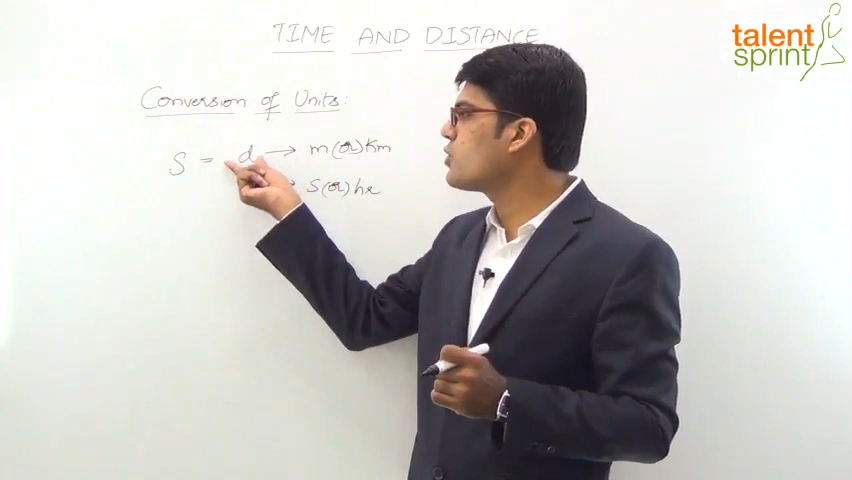 TIME AND DISTANCE
talent
sprint
Conversion of Units:
S = d → m (or) Km
S (or) hr